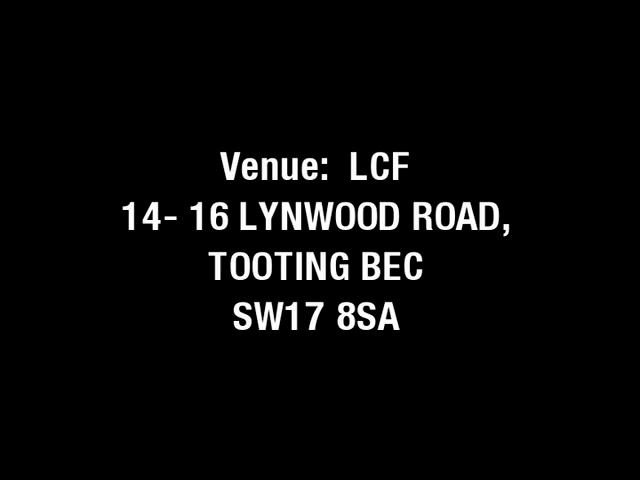 Venue:  LCF
14- 16 LYNWOOD ROAD,
TOOTING BEC
SW17 8SA